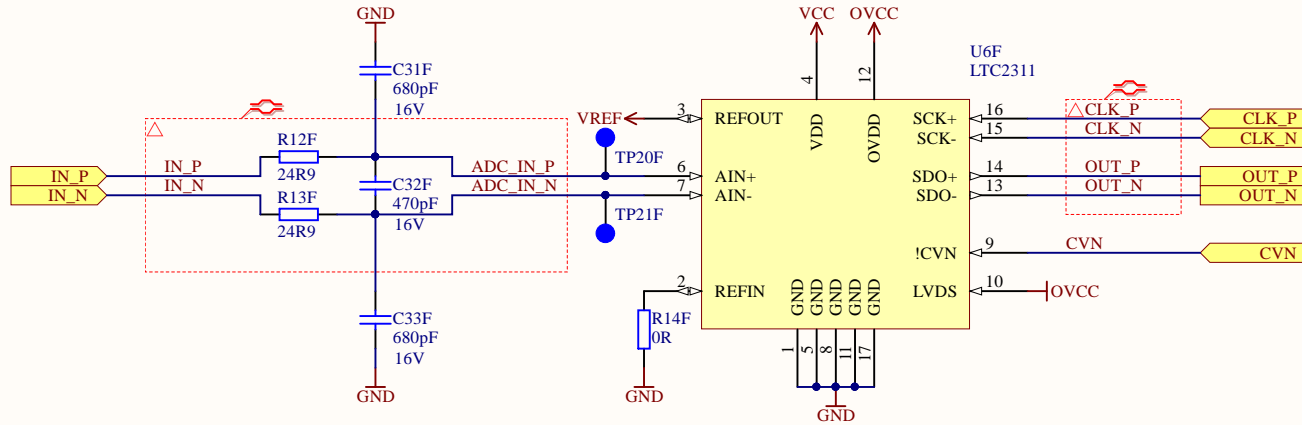 GND
VCC
OVCC
C31F
680pF
16V
4
12
U6F
LTC2311
VREF
3
REFOUT
VDD
OVDD
SCK+
16
CLK_P
CLK_P
SCK-
15
CLK_N
CLK_N
R12F
24R9
TP20F
IN_P
IN_P
ADC_IN_P
6
AIN+
SDO+
14
OUT_P
OUT_P
IN_N
IN_N
C32F
470pF
16V
ADC_IN_N
7
AIN-
SDO-
13
OUT_N
OUT_N
R13F
24R9
TP21F
!CVN
9
CVN
CVN
2
REFIN
GND
GND
GND
GND
GND
LVDS
10
OVCC
C33F
680pF
16V
R14F
0R
1
5
8
11
17
GND
GND
GND